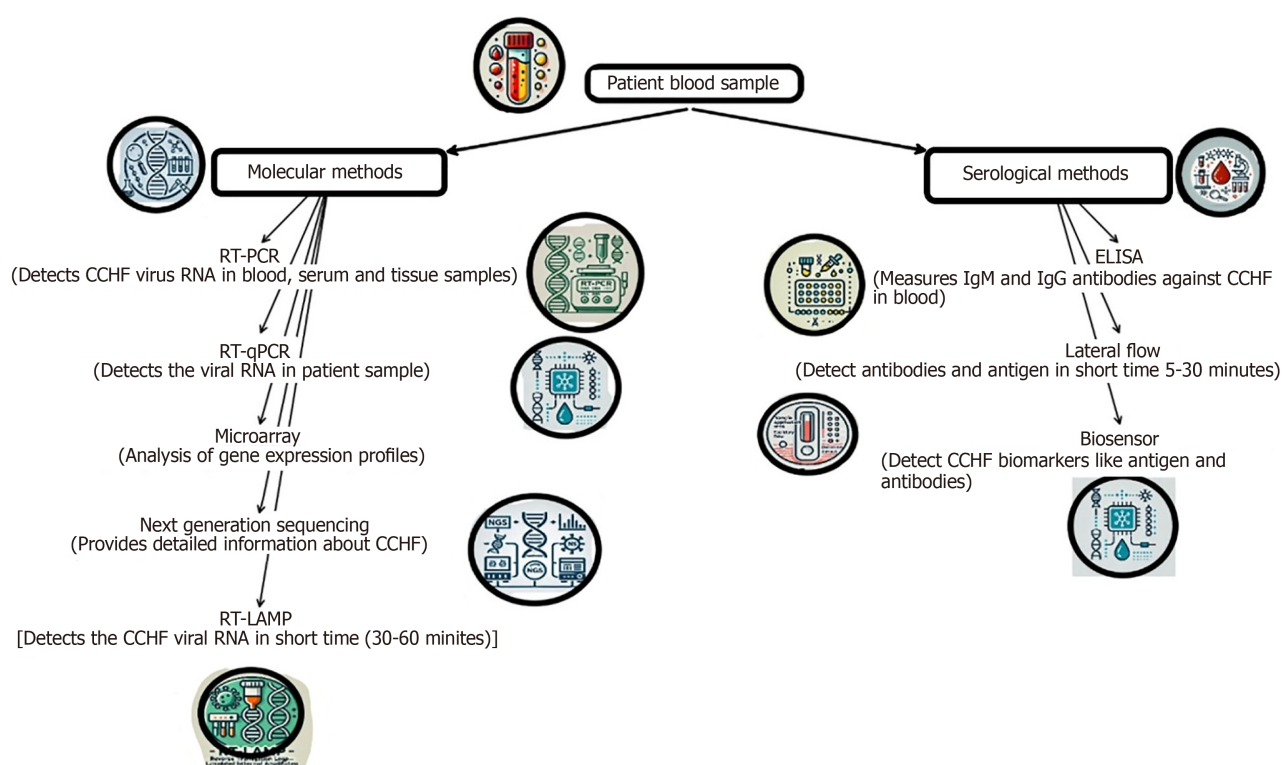 Patient blood sample
Molecular methods
Serological methods
RT-PCR
(Detects CCHF virus RNA in blood, serum and tissue samples)
RT-PCR
RT-qPCR
(Detects the viral RNA in patient sample)
Microarray
(Analysis of gene expression profiles)
Next generation sequencing
(Provides detailed information about CCHF)
NGS
NGS
RT-LAMP
[Detects the CCHF viral RNA in short time (30-60 minites)]
- RT-LAMP -
ELISA
(Measures IgM and IgG antibodies against CCHF
in blood)
Lateral flow
(Detect antibodies and antigen in short time 5-30 minutes)
Biosensor
(Detect CCHF biomarkers like antigen and
antibodies)